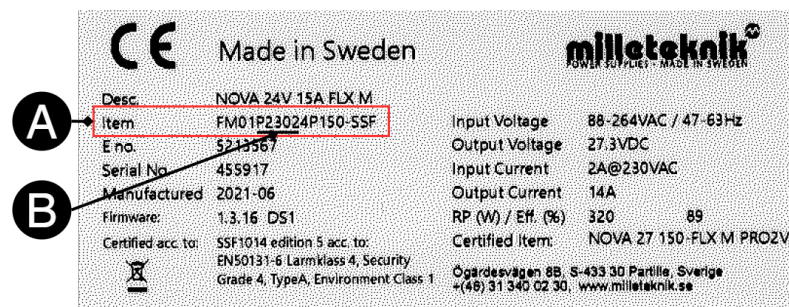 CE Made in Sweden
milleteknik
POWER SUPPLIES - MADE IN SWEDEN
Desc. NOVA 24V 15A FLX M
A Item FM01P23024P150-SSF Input Voltage 88-264VAC / 47-63Hz
E no. 5213567 Output Voltage 27.3VDC
Serial No. 455917 Input Current 2A@230VAC
B Manufactured 2021-06 Output Current 14A
Firmware: 1.3.16 DS1 RP (W) / Eff. (%) 320 89
Certified acc. to: SSF1014 edition 5 acc. to: Certified Item: NOVA 27 150-FLX M PRO2V
EN50131-6 Larmklass 4, Security
Grade 4, TypeA, Environment Class 1
Ögärdesvägen 8B, S-433 30 Partille, Sverige
+(46) 31 340 02 30, www.milleteknik.se